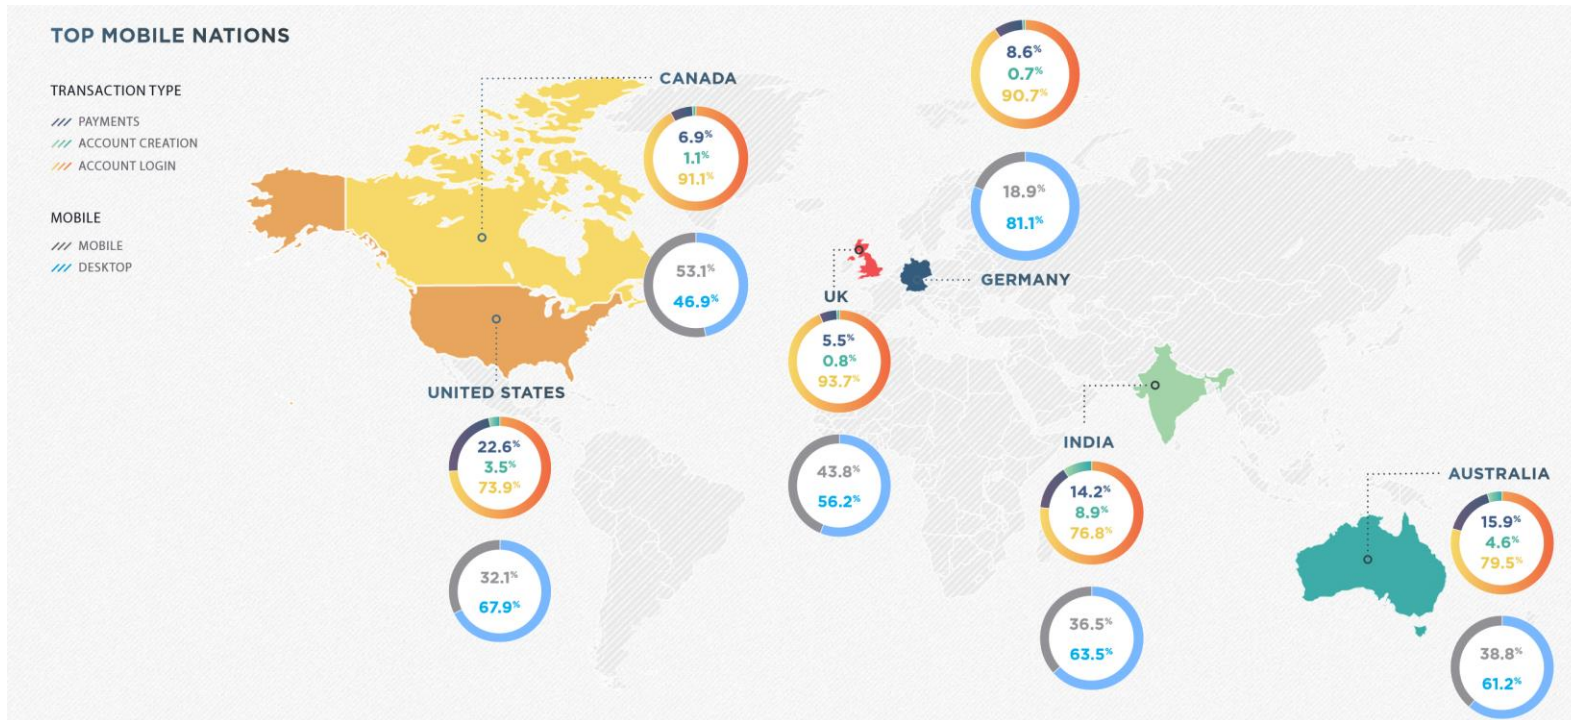 TOP MOBILE NATIONS
TRANSACTION TYPE
PAYMENTS
ACCOUNT CREATION
ACCOUNT LOGIN
MOBILE
MOBILE
DESKTOP
CANADA
6.9%
1.1%
91.1%
53.1%
46.9%
UNITED STATES
22.6%
3.5%
73.9%
32.1%
67.9%
UK
5.5%
0.8%
93.7%
43.8%
56.2%
8.6%
0.7%
90.7%
18.9%
81.1%
GERMANY
INDIA
14.2%
8.9%
76.8%
36.5%
63.5%
AUSTRALIA
15.9%
4.6%
79.5%
38.8%
61.2%